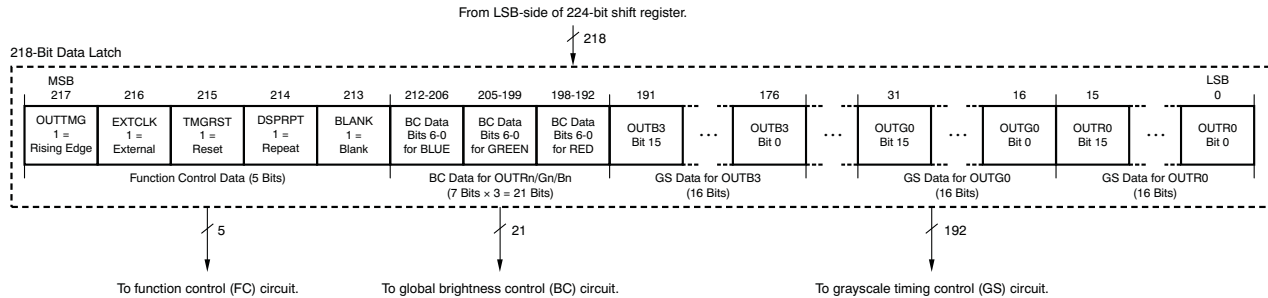 From LSB-side of 224-bit shift register.
218
218-Bit Data Latch
MSB
LSB
217 216 215 214 213 212-206 205-199 198-192 191 176 31 16 15 0
OUTTMG EXTCLK TMGRST DSPRPT BLANK BC Data BC Data BC Data OUTB3 OUTB3 OUTG0 OUTG0 OUTR0 OUTR0
1 = 1 = 1 = 1 = 1 = Bits 6-0 Bits 6-0 Bits 6-0 Bit 15 ... Bit 0 ... Bit 15 ... Bit 0 Bit 15 ... Bit 0
Rising Edge External Reset Repeat Blank for BLUE for GREEN for RED
Function Control Data (5 Bits) BC Data for OUTRn/Gn/Bn GS Data for OUTB3 GS Data for OUTG0 GS Data for OUTR0
(7 Bits × 3 = 21 Bits) (16 Bits) (16 Bits) (16 Bits)
5 21 192
To function control (FC) circuit. To global brightness control (BC) circuit. To grayscale timing control (GS) circuit.